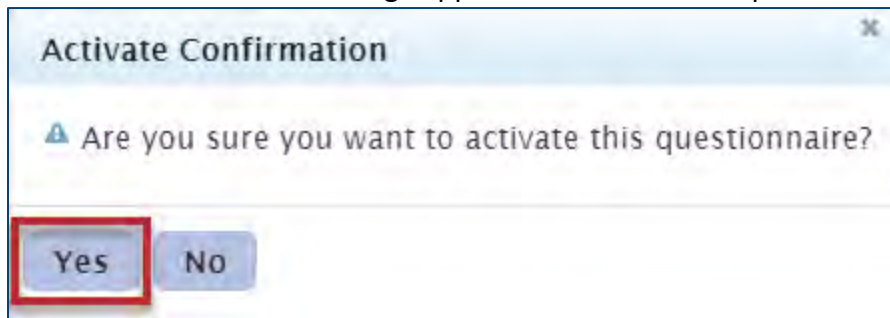 Activate Confirmation
Are you sure you want to activate this questionnaire?
Yes No